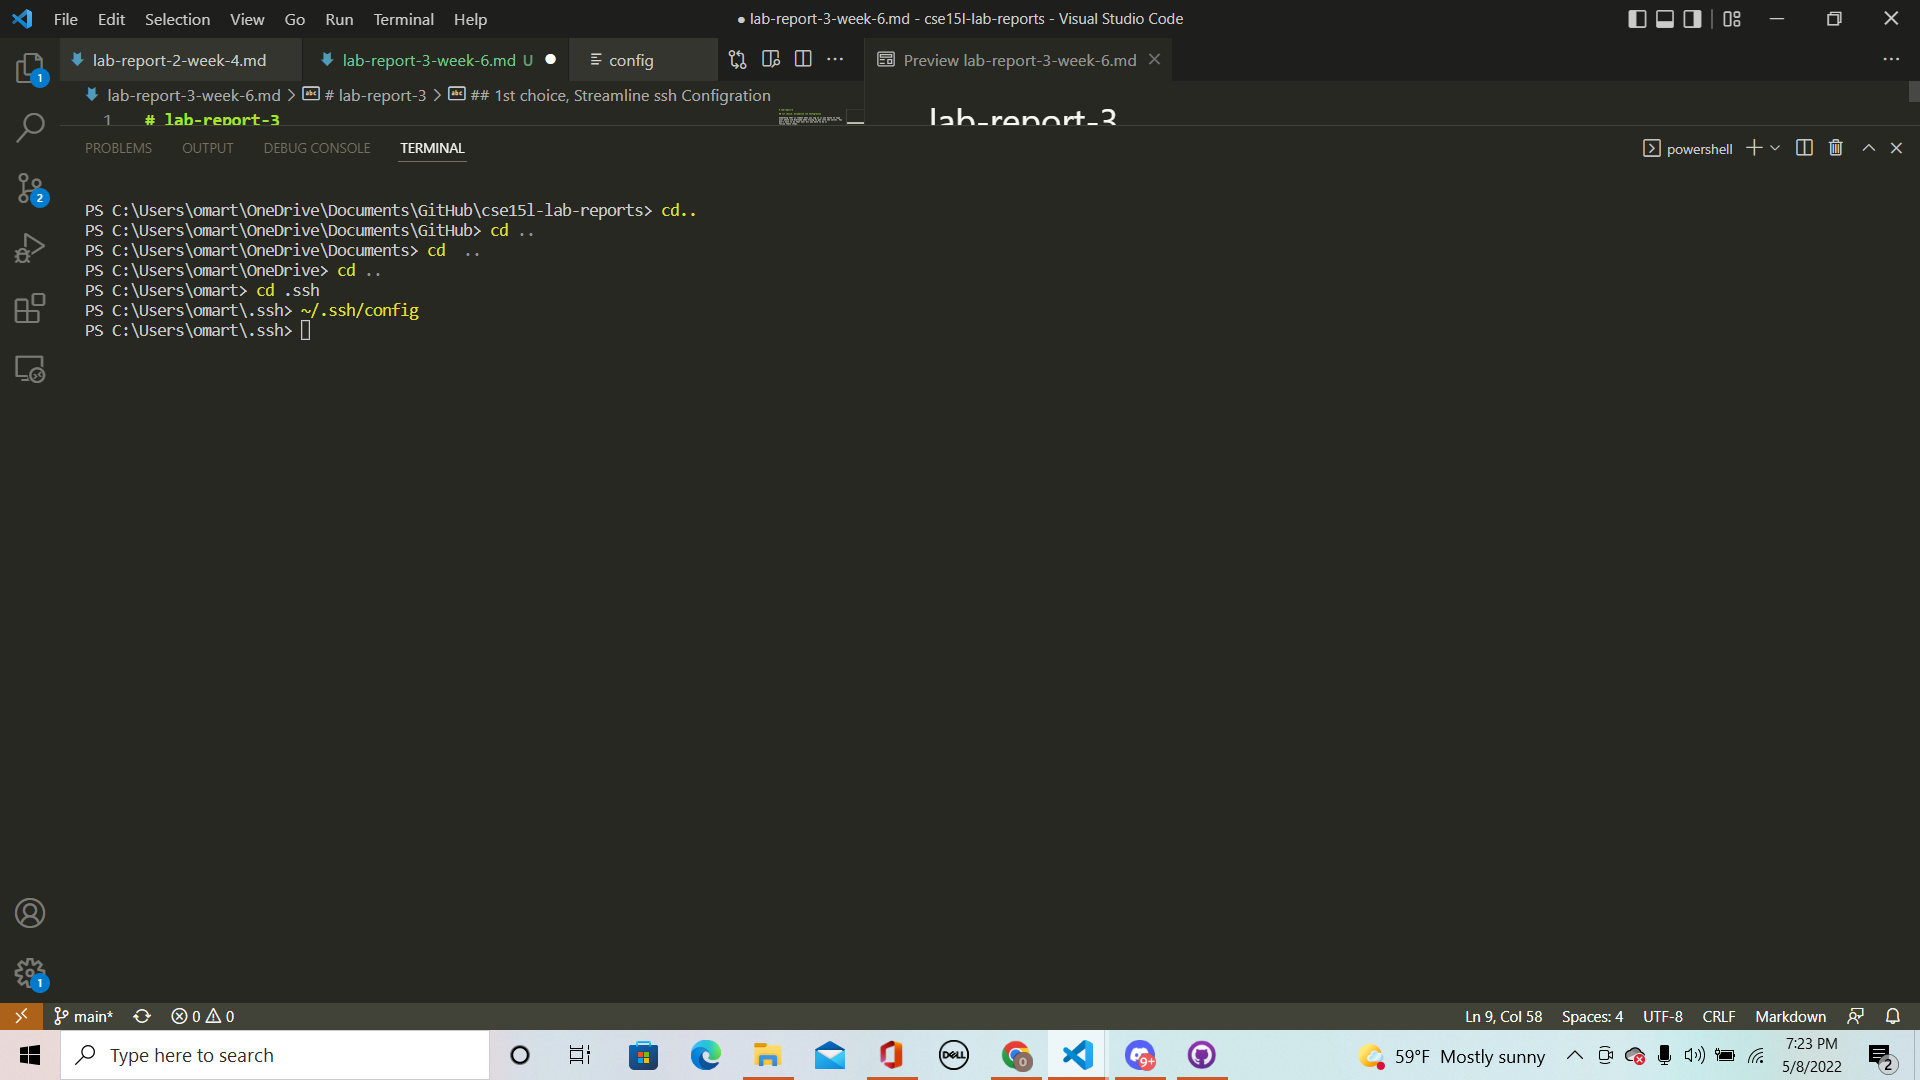 File Edit Selection View Go Run Terminal Help
● lab-report-3-week-6.md - cse15l-lab-reports - Visual Studio Code
lab-report-2-week-4.md
lab-report-3-week-6.md U
config
Preview lab-report-3-week-6.md
lab-report-3-week-6.md > # lab-report-3 > ## 1st choice, Streamline ssh Configration
1 # lab-report-3
lab-report-3
PROBLEMS OUTPUT DEBUG CONSOLE TERMINAL
powershell
PS C:\Users\omart\OneDrive\Documents\GitHub\cse15l-lab-reports> cd..
PS C:\Users\omart\OneDrive\Documents\GitHub> cd ..
PS C:\Users\omart\OneDrive\Documents> cd  ..
PS C:\Users\omart\OneDrive> cd ..
PS C:\Users\omart> cd .ssh
PS C:\Users\omart\.ssh> ~/.ssh/config
PS C:\Users\omart\.ssh>
1
2
1
main* 0 0
Ln 9, Col 58 Spaces: 4 UTF-8 CRLF Markdown
Type here to search
DELL
O
9+
59°F Mostly sunny
7:23 PM
5/8/2022
2